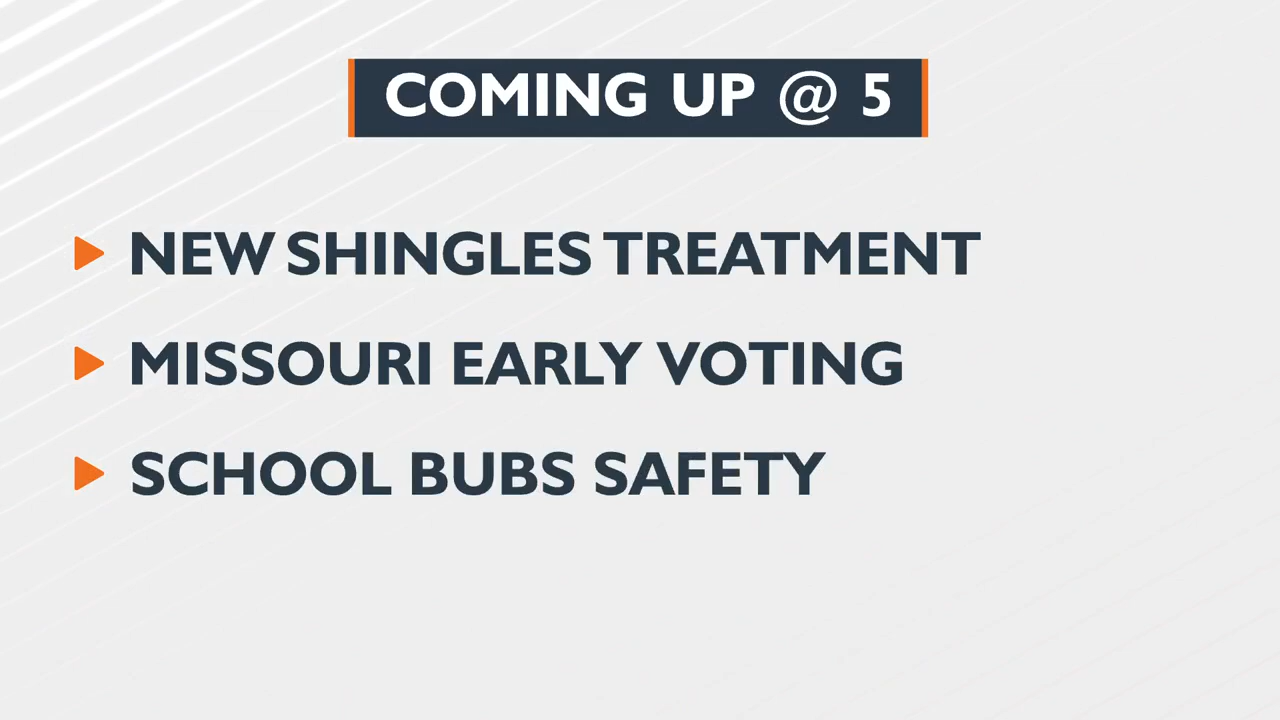 COMING UP @ 5
NEW SHINGLES TREATMENT
MISSOURI EARLY VOTING
SCHOOL BUBS SAFETY